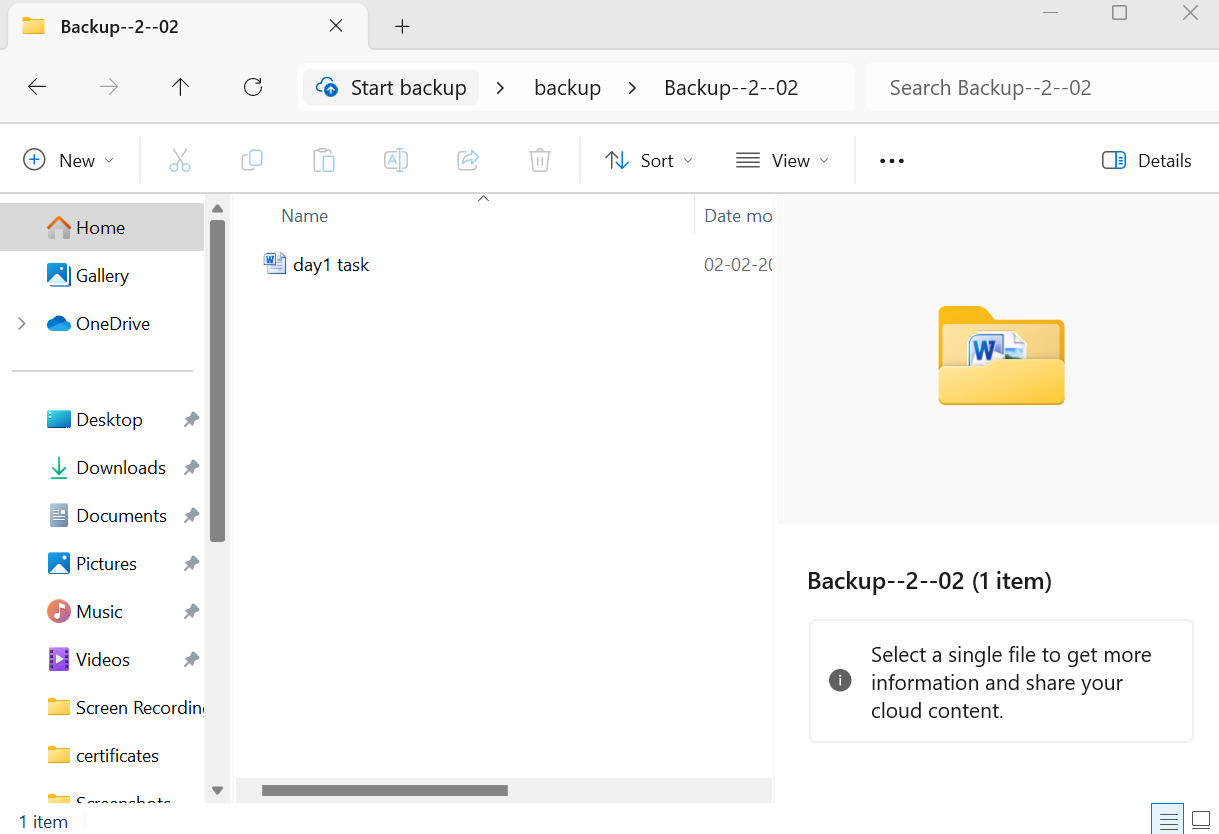 Backup--2--02
Start backup > backup > Backup--2--02
Search Backup--2--02
New
Sort
View
Details
Home
Gallery
OneDrive
Desktop
Downloads
Documents
Pictures
Music
Videos
Screen Recording
certificates
Screenshots
Name
Date mo
day1 task
02-02-20
W
Backup--2--02 (1 item)
Select a single file to get more
information and share your
cloud content.
1 item